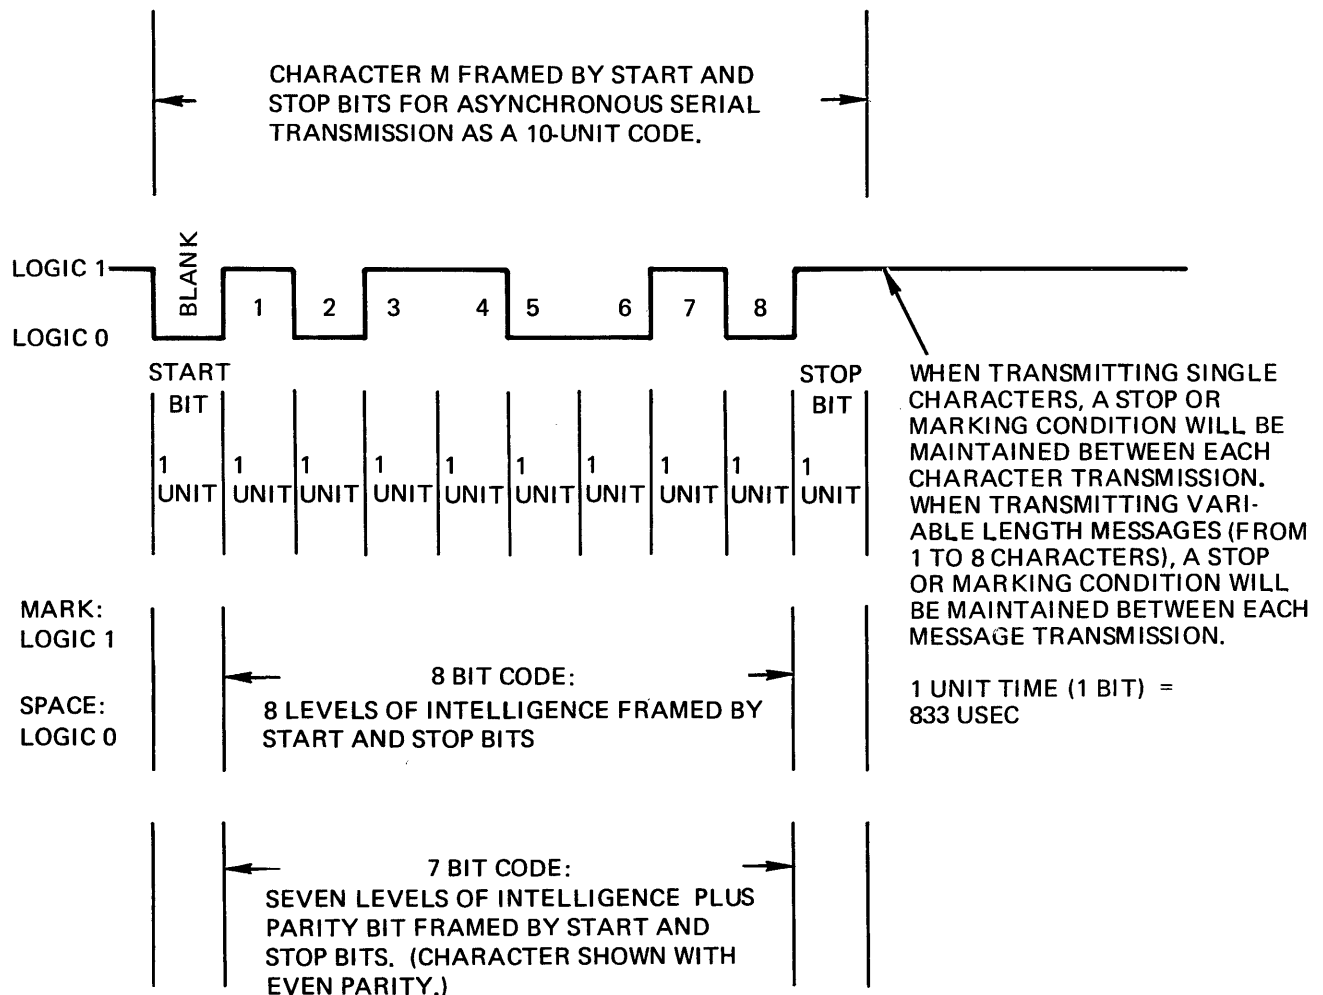 CHARACTER M FRAMED BY START AND
STOP BITS FOR ASYNCHRONOUS SERIAL
TRANSMISSION AS A 10-UNIT CODE.
BLANK
LOGIC 1
1 2 3 4 5 6 7 8
LOGIC 0
START
BIT
STOP
BIT
1 1 1 1 1 1 1 1 1 1
UNIT UNIT UNIT UNIT UNIT UNIT UNIT UNIT UNIT UNIT
WHEN TRANSMITTING SINGLE
CHARACTERS, A STOP OR
MARKING CONDITION WILL BE
MAINTAINED BETWEEN EACH
CHARACTER TRANSMISSION.
WHEN TRANSMITTING VARI-
ABLE LENGTH MESSAGES (FROM
1 TO 8 CHARACTERS), A STOP
OR MARKING CONDITION WILL
BE MAINTAINED BETWEEN EACH
MESSAGE TRANSMISSION.
1 UNIT TIME (1 BIT) =
833 USEC
MARK:
LOGIC 1
SPACE:
LOGIC 0
8 BIT CODE:
8 LEVELS OF INTELLIGENCE FRAMED BY
START AND STOP BITS
7 BIT CODE:
SEVEN LEVELS OF INTELLIGENCE PLUS
PARITY BIT FRAMED BY START AND
STOP BITS. (CHARACTER SHOWN WITH
EVEN PARITY.)